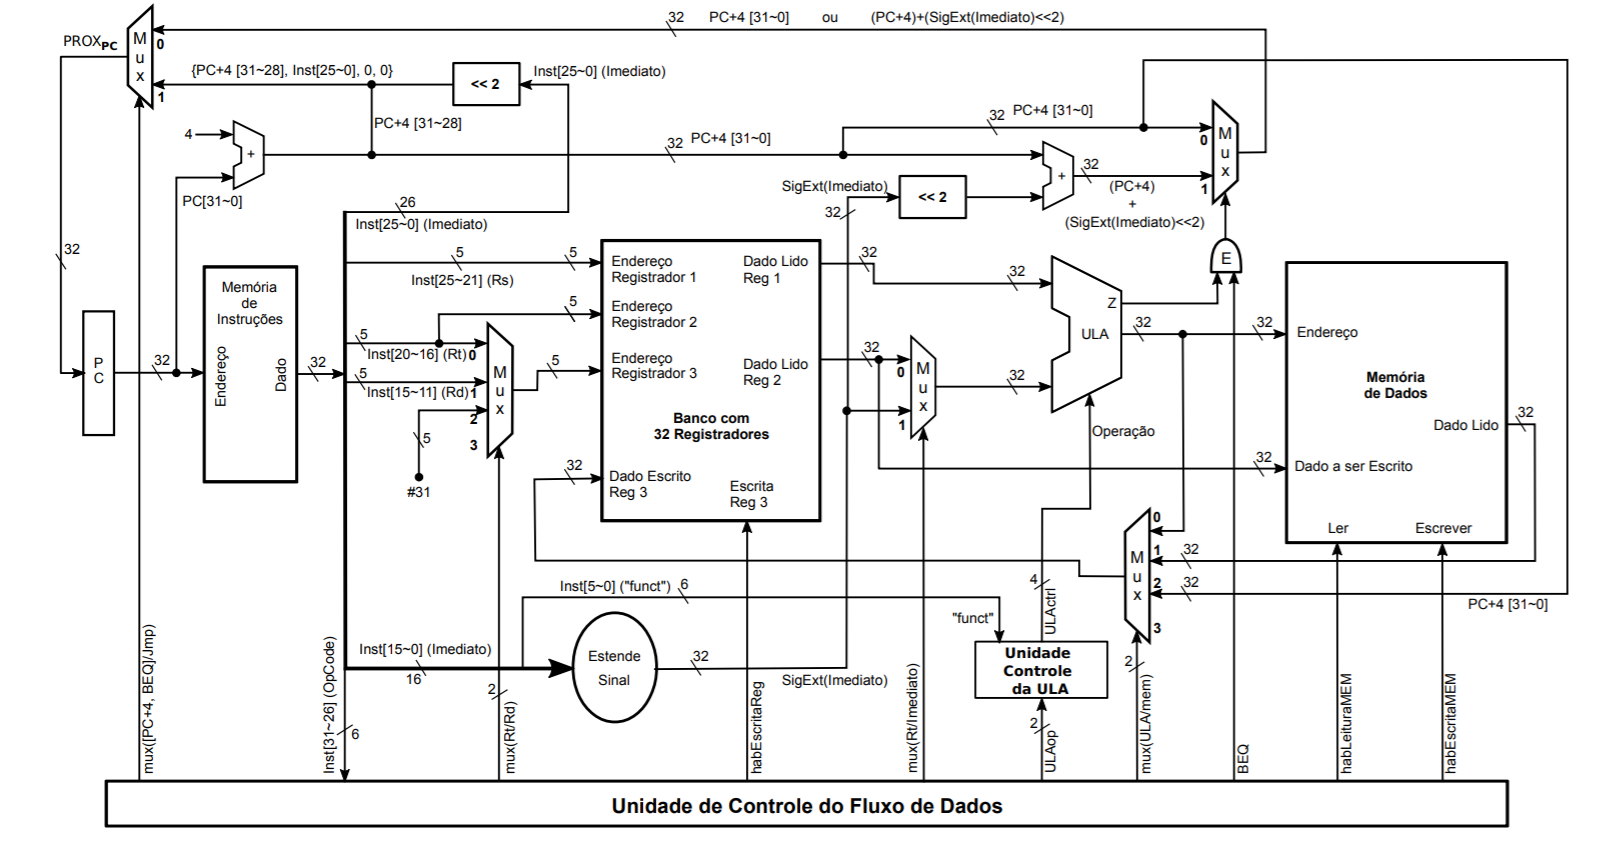 32 PC+4 [31~0] ou (PC+4)+(SigExt(Imediato)<<2)
PROX PC
M
u
x
0
1
{PC+4 [31~28], Inst[25~0], 0, 0}
<< 2
Inst[25~0] (Imediato)
4
+
PC+4 [31~28]
PC[31~0]
32
PC+4 [31~0]
32
PC+4 [31~0]
M
u
x
0
1
+
32
(PC+4)
+
(SigExt(Imediato)<<2)
SigExt(Imediato)
32
<< 2
26
Inst[25~0] (Imediato)
32
P
C
32
Memória
de
Instruções
Endereço
Dado
32
5
5
Inst[25~21] (Rs)
5
5
Inst[20~16] (Rt)
5
Inst[15~11] (Rd)
0
1
2
3
M
u
x
5
5
#31
Endereço
Registrador 1
Endereço
Registrador 2
Endereço
Registrador 3
Dado Lido
Reg 1
Dado Lido
Reg 2
Banco com
32 Registradores
32
Dado Escrito
Reg 3
Escrita
Reg 3
32
32
32
0
1
M
u
x
32
Z
ULA
Operação
E
32
32
Endereço
Memória
de Dados
Dado Lido
32
32
Dado a ser Escrito
Ler
Escrever
0
1
2
3
M
u
x
32
32
PC+4 [31~0]
Inst[5~0] ("funct")
6
"funct"
4
ULActrl
Unidade
Controle
da ULA
Inst[15~0] (Imediato)
16
Estende
Sinal
32
SigExt(Imediato)
mux([PC+4, BEQ]/Jmp)
Inst[31~26] (OpCode)
6
2
mux(Rt/Rd)
habEscritaReg
mux(Rt/Imediato)
2
ULAop
2
mux(ULA/mem)
BEQ
habLeituraMEM
habEscritaMEM
Unidade de Controle do Fluxo de Dados